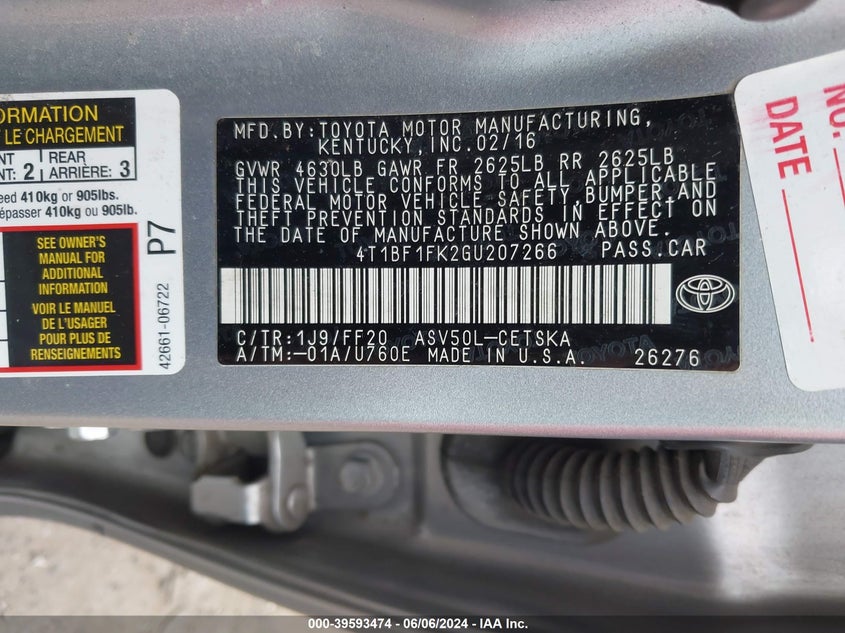 ORMATION
T LE CHARGEMENT
NT 2 REAR 3
NT: 2 ARRIÈRE: 3
eed 410kg or 905lbs.
épasser 410kg ou 905lb.
SEE OWNER'S
MANUAL FOR
ADDITIONAL
INFORMATION
VOIR LE MANUEL
DE L'USAGER
POUR PLUS DE
RENSEIGNEMENTS
P7
42661-06722
MFD.BY:TOYOTA MOTOR MANUFACTURING,
KENTUCKY, INC. 02/16
GVWR 4630LB GAWR FR 2625LB RR 2625LB
THIS VEHICLE CONFORMS TO ALL APPLICABLE
FEDERAL MOTOR VEHICLE SAFETY, BUMPER, AND
THEFT PREVENTION STANDARDS IN EFFECT ON
THE DATE OF MANUFACTURE SHOWN ABOVE.
4T1BF1FK2GU207266 PASS.CAR
C/TR:1J9/FF20 ASV50L-CETSKA
A/TM:-01A/U760E MADE IN U.S.A. 26276
TOYOTA
DATE
000-39593474 | 06/06/2024 | IAA Inc.